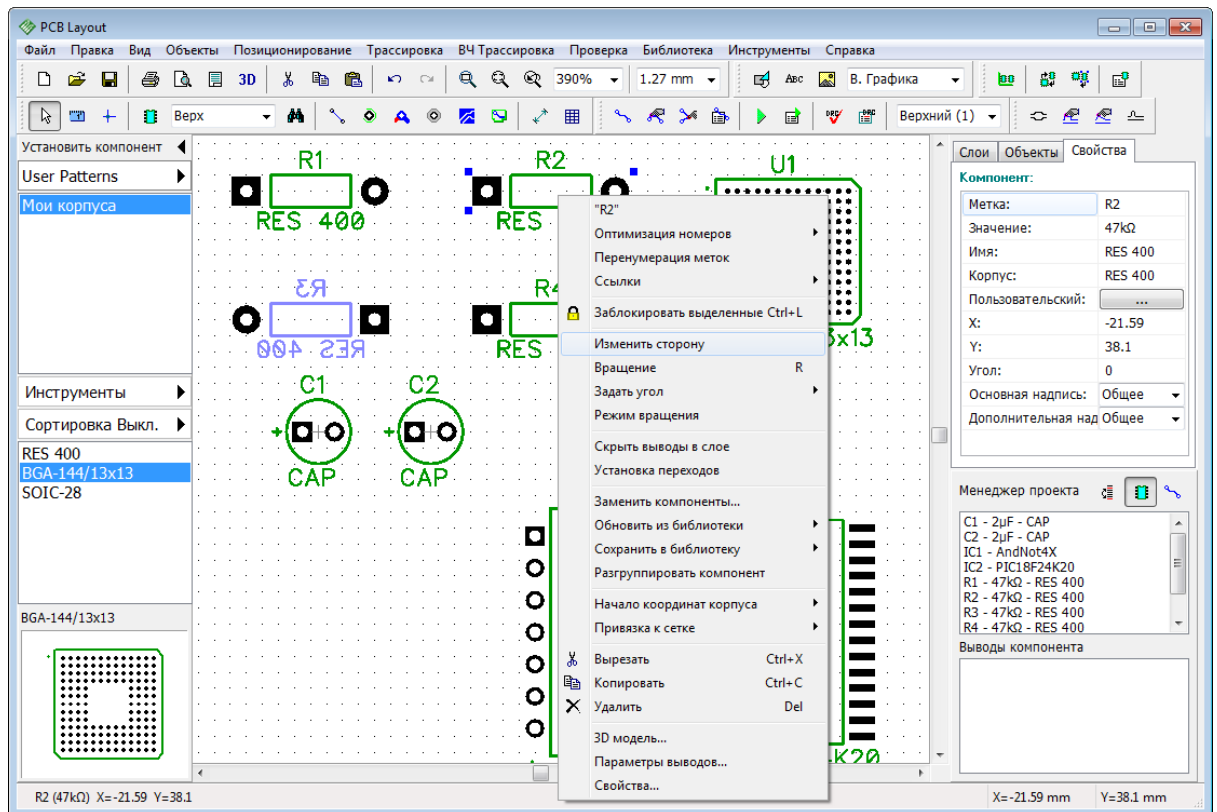 PCB Layout
Файл Правка Вид Объекты Позиционирование Трассировка ВЧ Трассировка Проверка Библиотека Инструменты Справка
3D 390% 1.27 mm ABC В. Графика
Верх DRC DRC Верхний (1)
Установить компонент
User Patterns
Мои корпуса
Инструменты
Сортировка Выкл.
RES 400
BGA-144/13x13
SOIC-28
BGA-144/13x13
R1
RES 400
R2
RES
U1
R3
RES 400
R4
RES
3x13
C1
CAP
C2
CAP
K20
"R2"
Оптимизация номеров
Перенумерация меток
Ссылки
Заблокировать выделенные Ctrl+L
Изменить сторону
Вращение R
Задать угол
Режим вращения
Скрыть выводы в слое
Установка переходов
Заменить компоненты...
Обновить из библиотеки
Сохранить в библиотеку
Разгруппировать компонент
Начало координат корпуса
Привязка к сетке
Вырезать Ctrl+X
Копировать Ctrl+C
Удалить Del
3D модель...
Параметры выводов...
Свойства...
Слои Объекты Свойства
Компонент:
Метка: R2
Значение: 47kΩ
Имя: RES 400
Корпус: RES 400
Пользовательский: ...
X: -21.59
Y: 38.1
Угол: 0
Основная надпись: Общее
Дополнительная над Общее
Менеджер проекта
C1 - 2µF - CAP
C2 - 2µF - CAP
IC1 - AndNot4X
IC2 - PIC18F24K20
R1 - 47kΩ - RES 400
R2 - 47kΩ - RES 400
R3 - 47kΩ - RES 400
R4 - 47kΩ - RES 400
Выводы компонента
R2 (47kΩ) X=-21.59 Y=38.1
X=-21.59 mm Y=38.1 mm